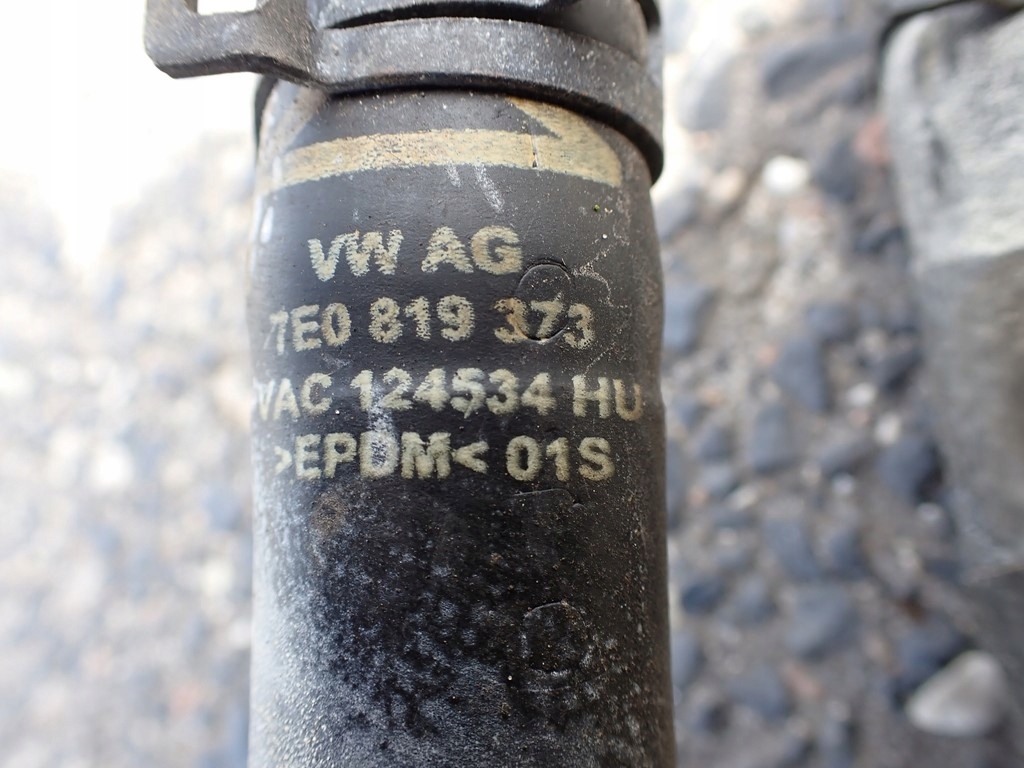 VW AG
7E0 819 373
VAC 124534 HU
>EPDM< 01S